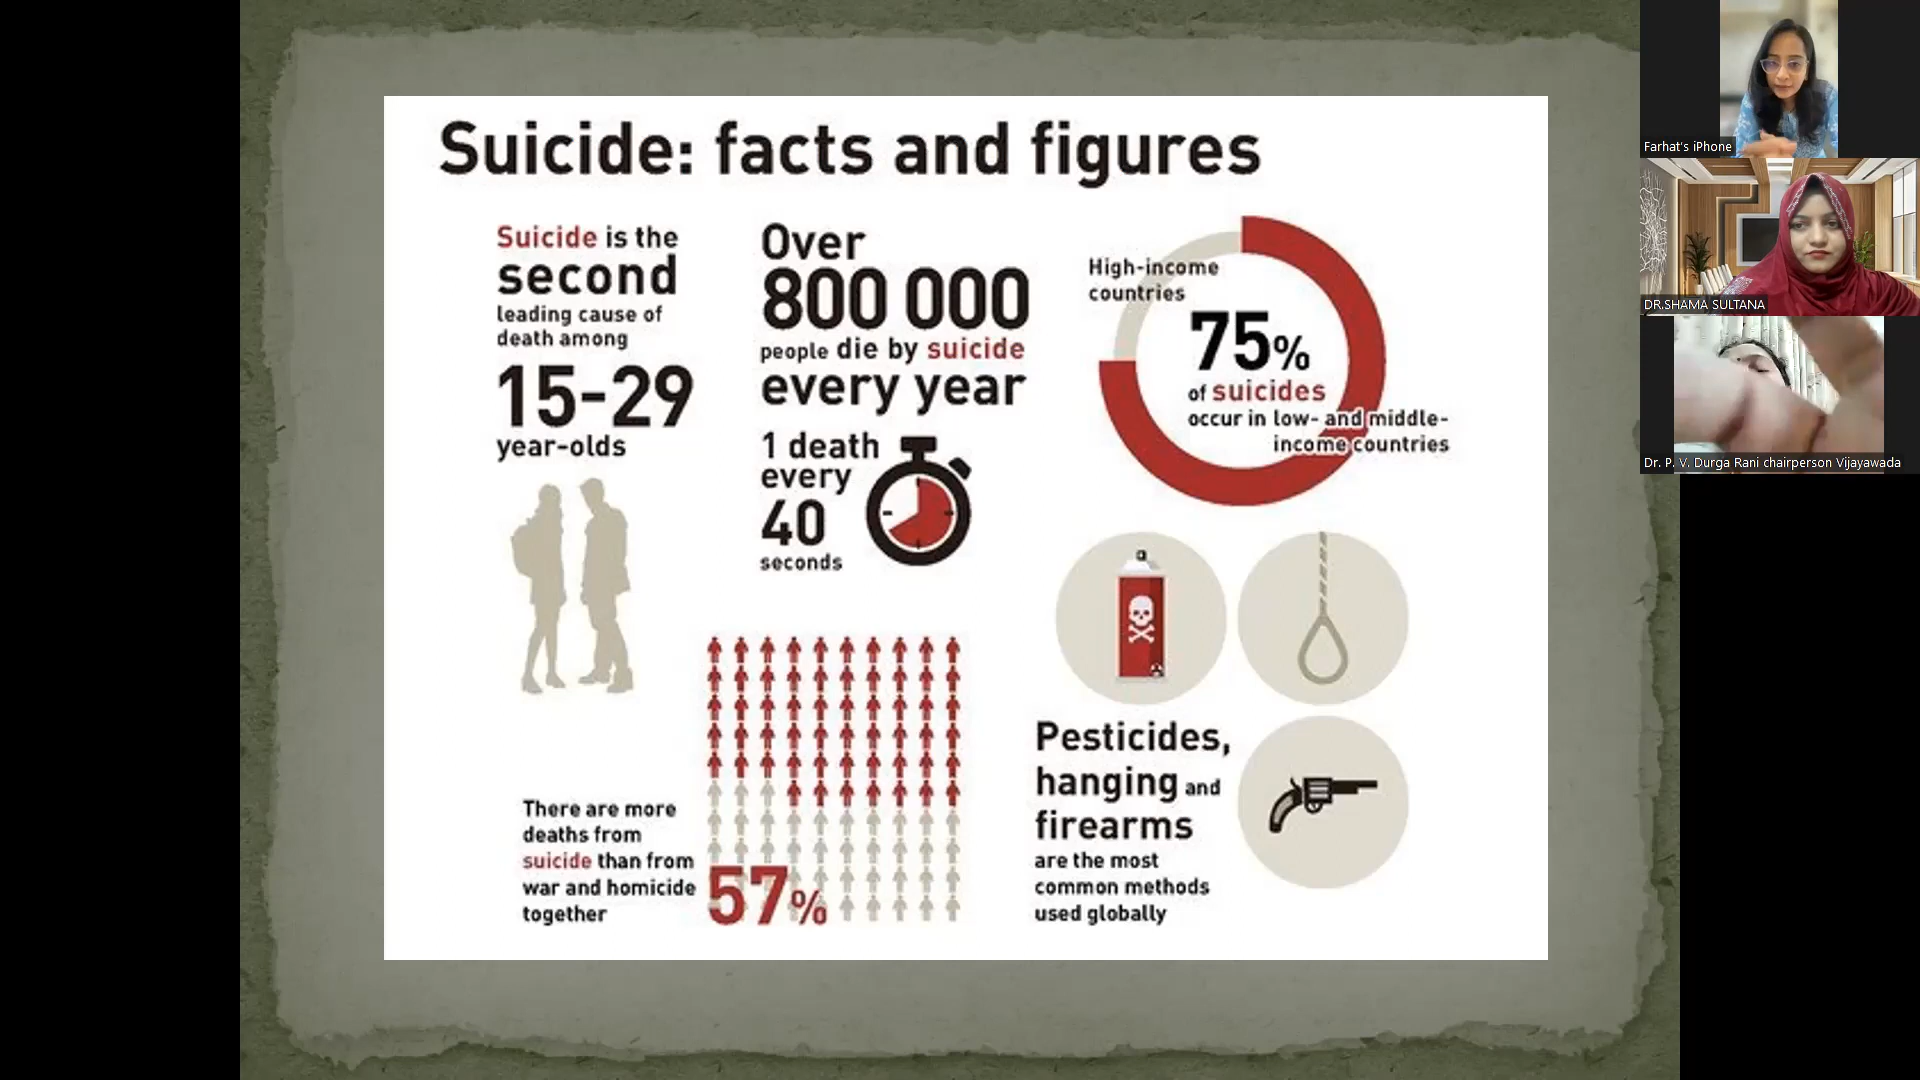 Suicide: facts and figures
Suicide is the
second
leading cause of
death among
15-29
year-olds
Over
800 000
people die by suicide
every year
1 death
every
40
seconds
High-income
countries
75%
of suicides
occur in low- and middle-
income countries
There are more
deaths from
suicide than from
war and homicide
together
57%
Pesticides,
hanging and
firearms
are the most
common methods
used globally
Farhat's iPhone
DR.SHAMA SULTANA
Dr. P. V. Durga Rani chairperson Vijayawada